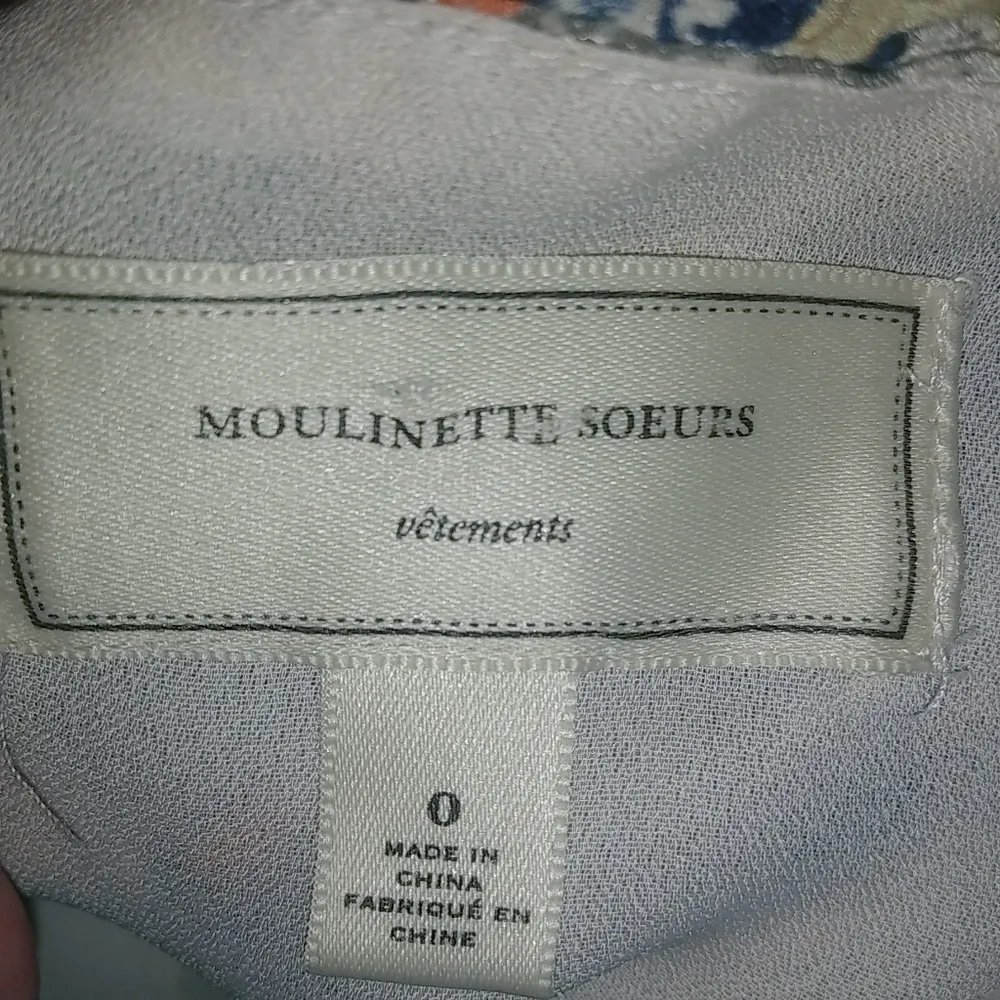 MOULINETTE SOEURS
vêtements
0
MADE IN
CHINA
FABRIQUÉ EN
CHINE